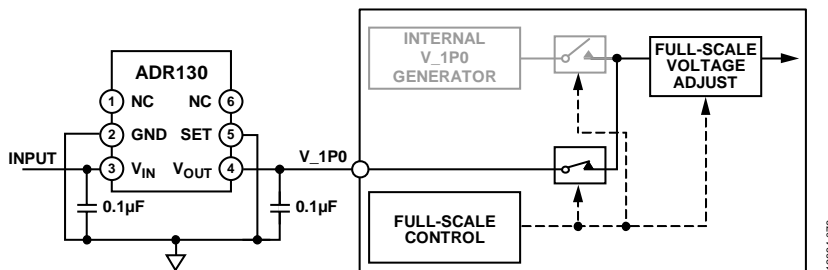 INTERNAL
V_1P0
GENERATOR
FULL-SCALE
VOLTAGE
ADJUST
ADR130
1 NC NC 6
2 GND SET 5
INPUT
3 VIN VOUT 4
V_1P0
0.1µF
0.1µF
FULL-SCALE
CONTROL